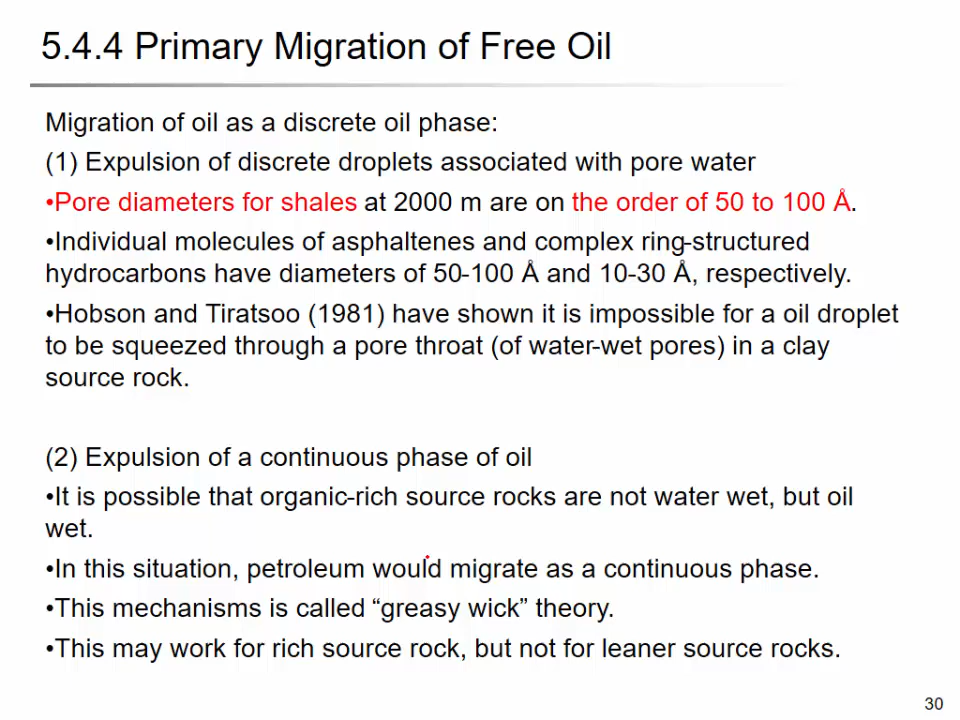 5.4.4 Primary Migration of Free Oil
Migration of oil as a discrete oil phase:
(1) Expulsion of discrete droplets associated with pore water
•Pore diameters for shales at 2000 m are on the order of 50 to 100 Å.
•Individual molecules of asphaltenes and complex ring-structured
hydrocarbons have diameters of 50-100 Å and 10-30 Å, respectively.
•Hobson and Tiratsoo (1981) have shown it is impossible for a oil droplet
to be squeezed through a pore throat (of water-wet pores) in a clay
source rock.
(2) Expulsion of a continuous phase of oil
•It is possible that organic-rich source rocks are not water wet, but oil
wet.
•In this situation, petroleum would migrate as a continuous phase.
•This mechanisms is called “greasy wick” theory.
•This may work for rich source rock, but not for leaner source rocks.
30